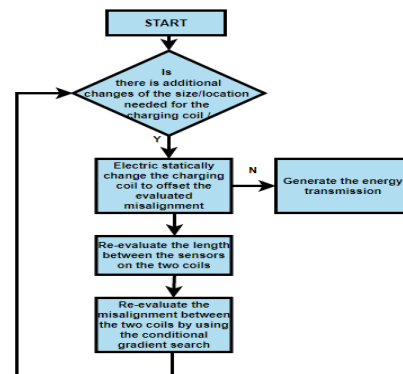 START
Is
there is additional
changes of the size/location
needed for the
charging coil /
Y
Electric statically
change the charging
coil to offset the
evaluated misalignment
N
Generate the energy
transmission
Re-evaluate the length
between the sensors
on the two coils
Re-evaluate the
misalignment between
the two coils by using
the conditional
gradient search